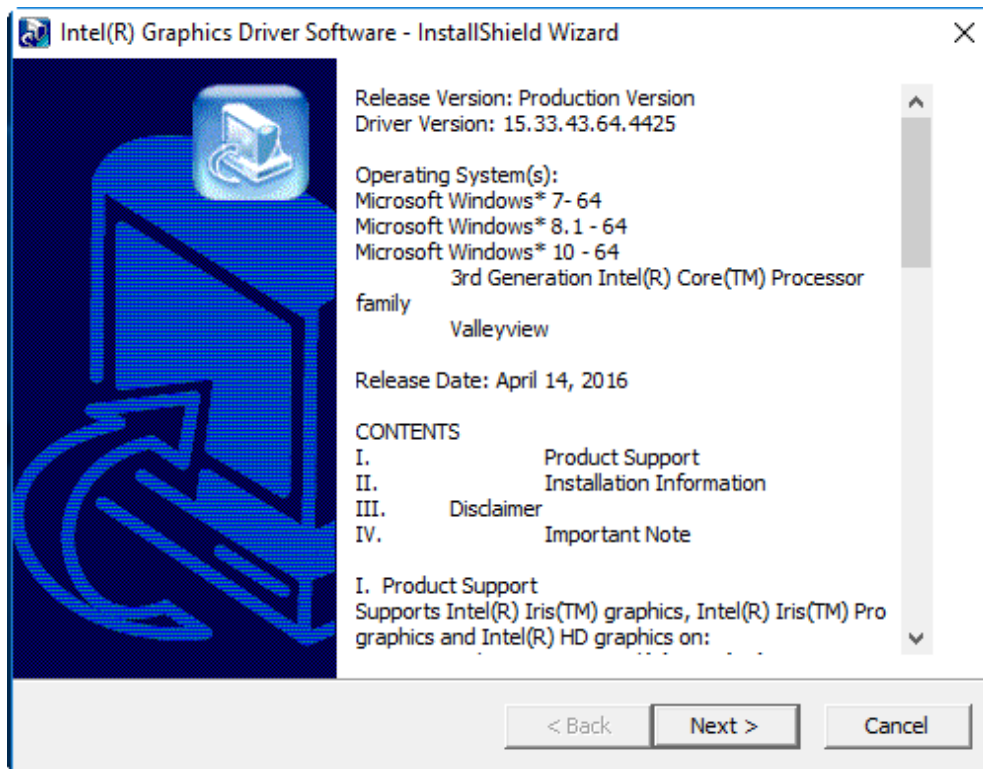 Intel(R) Graphics Driver Software - InstallShield Wizard
Release Version: Production Version
Driver Version: 15.33.43.64.4425
Operating System(s):
Microsoft Windows* 7- 64
Microsoft Windows* 8.1 - 64
Microsoft Windows* 10 - 64
3rd Generation Intel(R) Core(TM) Processor
family
Valleyview
Release Date: April 14, 2016
CONTENTS
I. Product Support
II. Installation Information
III. Disclaimer
IV. Important Note
I. Product Support
Supports Intel(R) Iris(TM) graphics, Intel(R) Iris(TM) Pro
graphics and Intel(R) HD graphics on:
< Back Next > Cancel